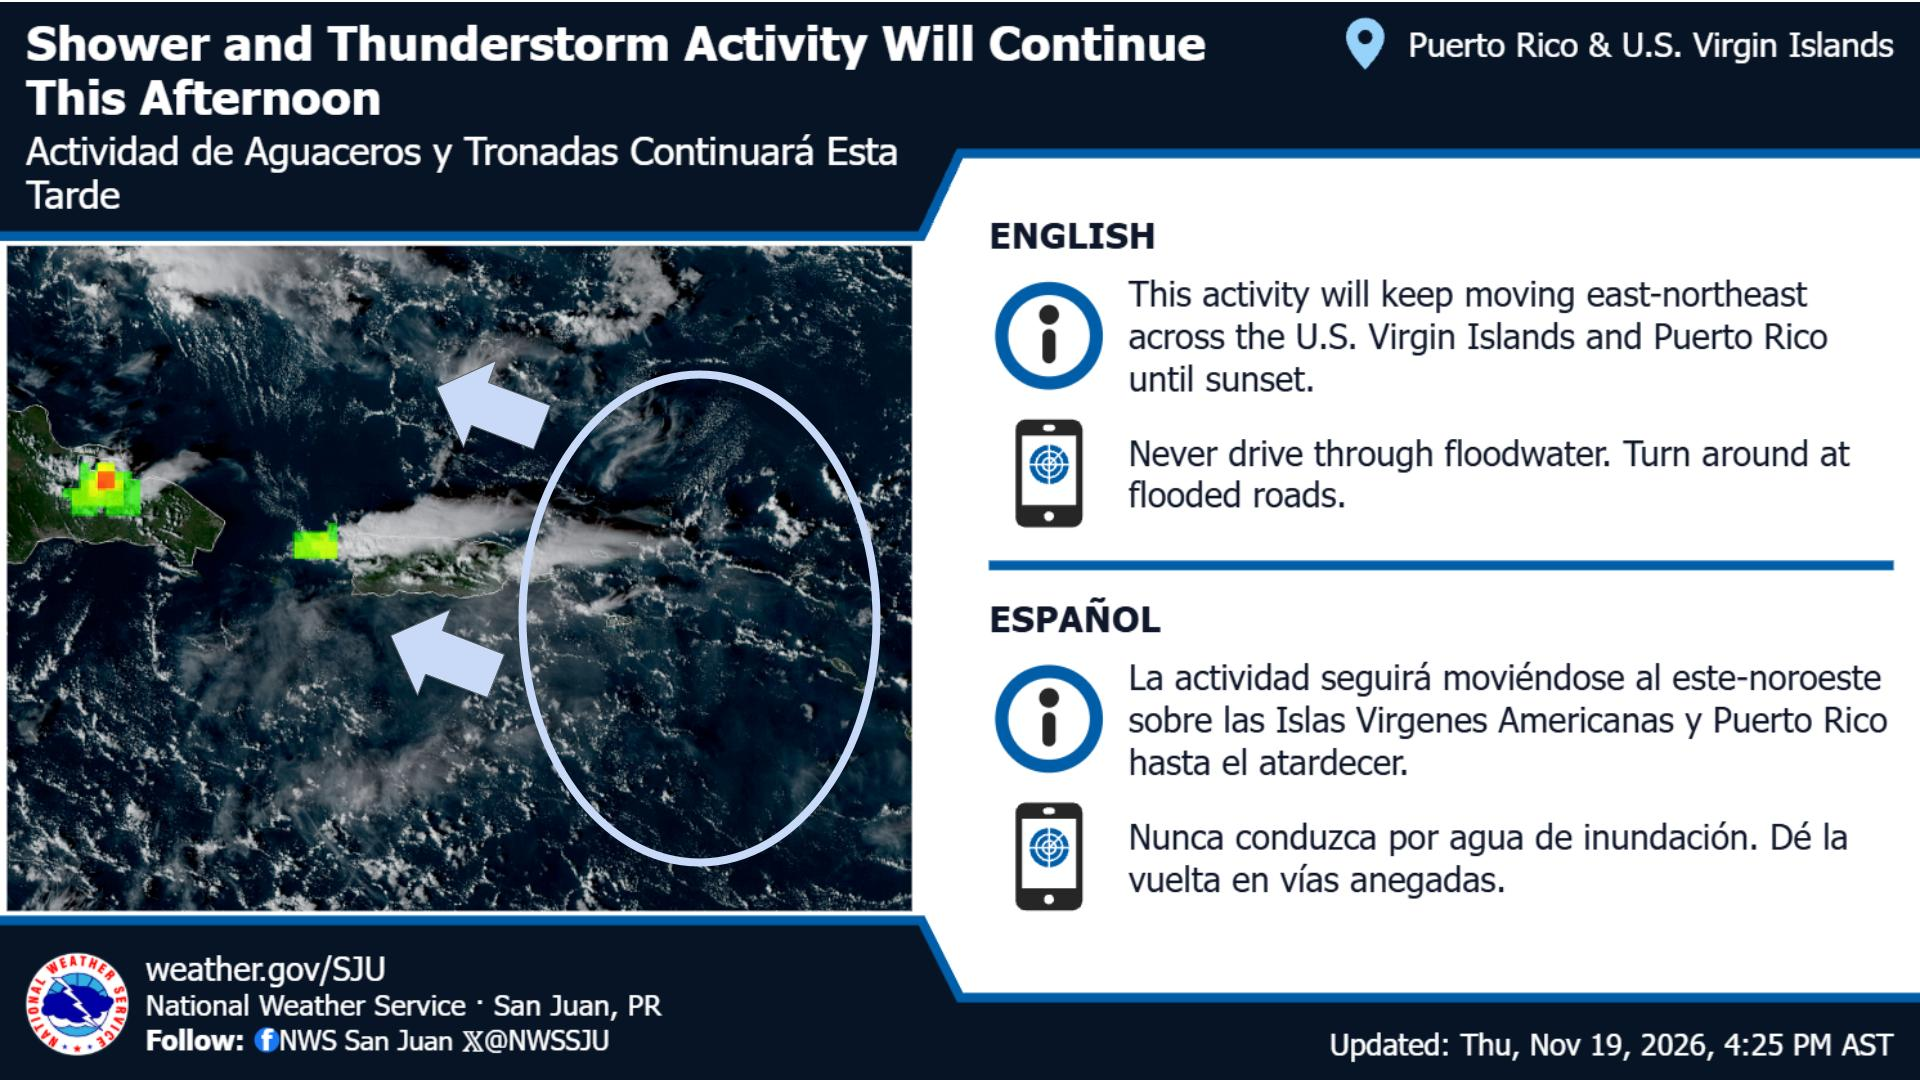 Shower and Thunderstorm Activity Will Continue
This Afternoon
Actividad de Aguaceros y Tronadas Continuará Esta
Tarde
Puerto Rico & U.S. Virgin Islands
ENGLISH
This activity will keep moving east-northeast
across the U.S. Virgin Islands and Puerto Rico
until sunset.
Never drive through floodwater. Turn around at
flooded roads.
ESPAÑOL
La actividad seguirá moviéndose al este-noroeste
sobre las Islas Virgenes Americanas y Puerto Rico
hasta el atardecer.
Nunca conduzca por agua de inundación. Dé la
vuelta en vías anegadas.
NATIONAL WEATHER SERVICE
weather.gov/SJU
National Weather Service · San Juan, PR
Follow: NWS San Juan 𝕏@NWSSJU
Updated: Thu, Nov 19, 2026, 4:25 PM AST